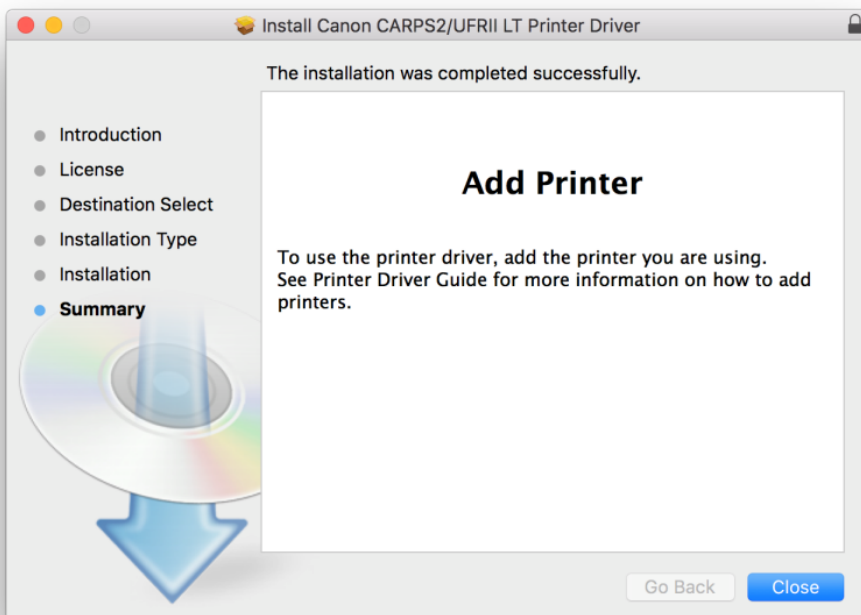 Install Canon CARPS2/UFRII LT Printer Driver
The installation was completed successfully.
Introduction
License
Destination Select
Installation Type
Installation
Summary
Add Printer
To use the printer driver, add the printer you are using.
See Printer Driver Guide for more information on how to add
printers.
Go Back
Close